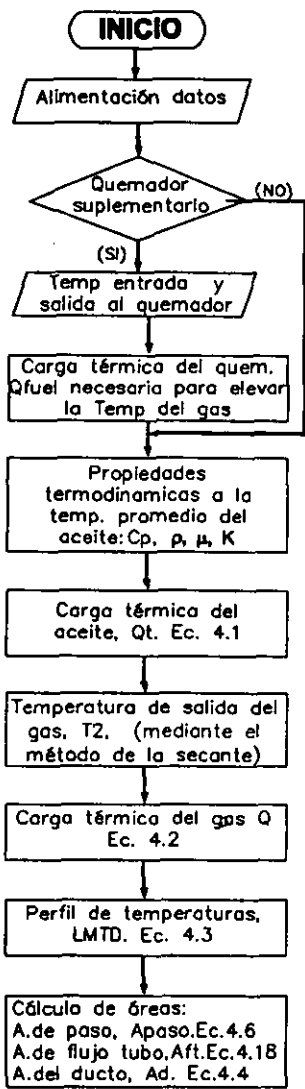 INICIO
Alimentación datos
Quemador
suplementario
(NO)
(SI)
Temp entrada y
salida al quemador
Carga térmica del quem.
Qfuel necesaria para elevar
la Temp del gas
Propiedades
termodinamicas a la
temp. promedio del
aceite: Cp, ρ, μ, K
Carga térmica del
aceite, Qt. Ec. 4.1
Temperatura de salida del
gas, T2, (mediante el
método de la secante)
Carga térmica del gas Q
Ec. 4.2
Perfil de temperaturas,
LMTD. Ec. 4.3
Cálculo de áreas:
A.de paso, Apaso.Ec.4.6
A.de flujo tubo,Aft.Ec.4.18
A.del ducto, Ad. Ec.4.4